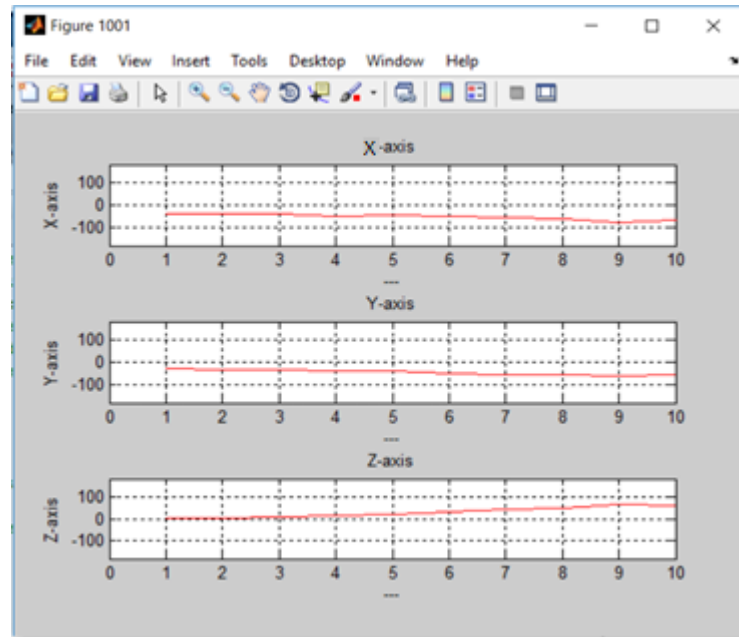 Figure 1001
File Edit View Insert Tools Desktop Window Help
X-axis
X-axis
100
0
-100
0 1 2 3 4 5 6 7 8 9 10
---
Y-axis
Y-axis
100
0
-100
0 1 2 3 4 5 6 7 8 9 10
---
Z-axis
Z-axis
100
0
-100
0 1 2 3 4 5 6 7 8 9 10
---